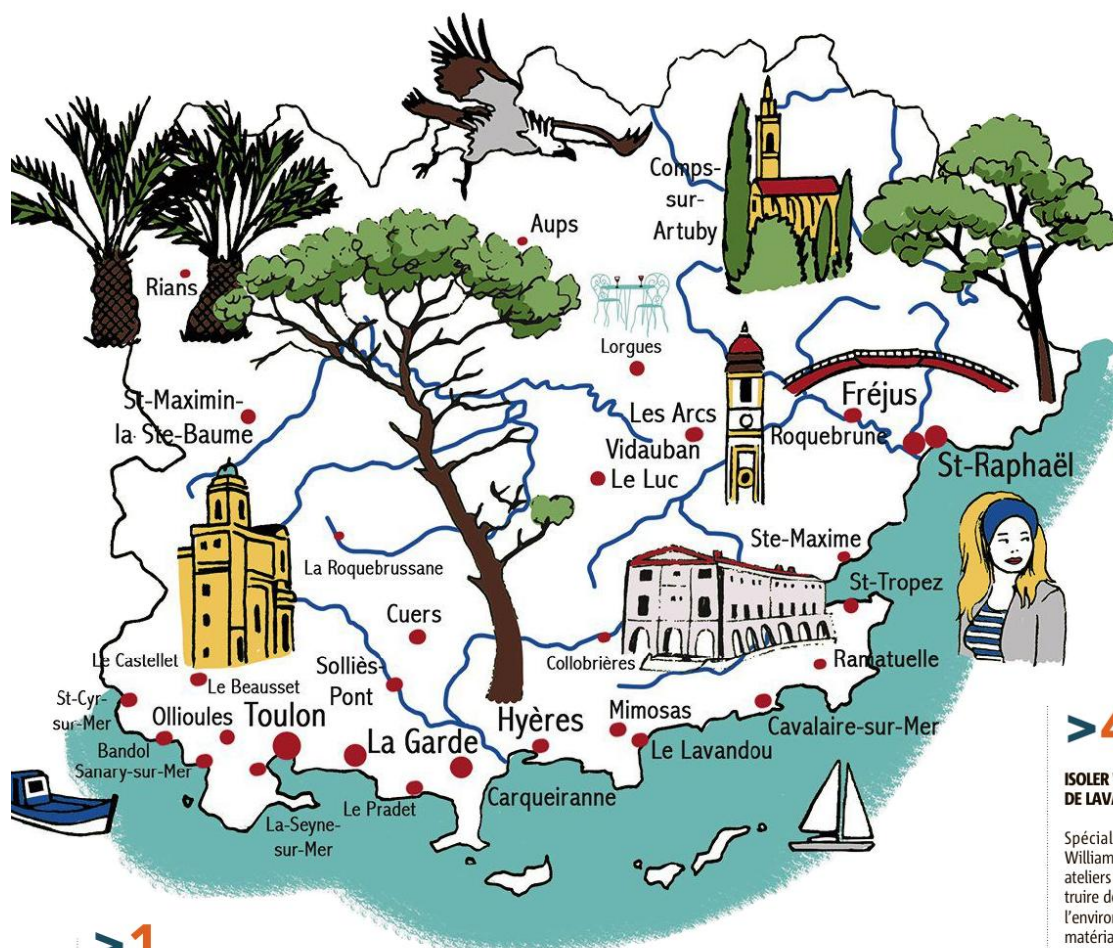 Comps-
sur-
Artuby
Aups
Rians
Lorgues
St-Maximin-
la Ste-Baume
Les Arcs
Vidauban
Le Luc
Fréjus
Roquebrune
St-Raphaël
Ste-Maxime
La Roquebrussane
St-Tropez
Cuers
Collobrières
Ramatuelle
Le Castellet
Le Beausset
Solliès-
Pont
St-Cyr-
sur-Mer
Ollioules
Toulon
La Garde
Hyères
Mimosas
Cavalaire-sur-Mer
Le Lavandou
Bandol
Sanary-sur-Mer
Le Pradet
Carqueiranne
La-Seyne-
sur-Mer
>4
ISOLER
DE LAVA
Spécial
William
ateliers
truire de
l'environ
matéria
>1